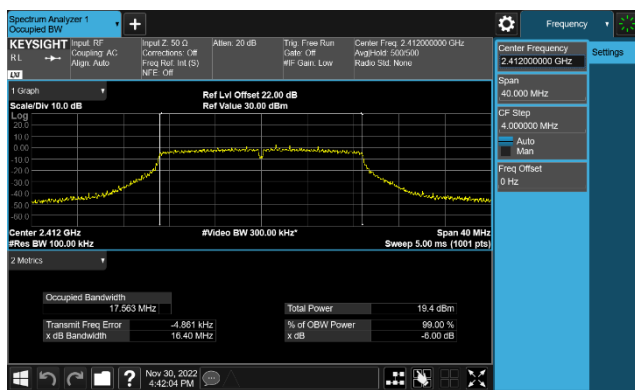 Spectrum Analyzer 1
Occupied BW
Frequency
KEYSIGHT
RL
LXI
Input: RF
Coupling: AC
Align: Auto
Input Z: 50 Ω
Corrections: Off
Freq Ref: Int (S)
NFE: Off
Atten: 20 dB
Trig: Free Run
Gate: Off
#IF Gain: Low
Center Freq: 2.412000000 GHz
Avg|Hold: 500/500
Radio Std: None
Center Frequency
2.412000000 GHz
Settings
Span
40.000 MHz
CF Step
4.000000 MHz
Auto
Man
Freq Offset
0 Hz
1 Graph
Scale/Div 10.0 dB
Ref Lvl Offset 22.00 dB
Ref Value 30.00 dBm
Log
20.0
10.0
0.00
-10.0
-20.0
-30.0
-40.0
-50.0
-60.0
Center 2.412 GHz
#Res BW 100.00 kHz
#Video BW 300.00 kHz*
Span 40 MHz
Sweep 5.00 ms (1001 pts)
2 Metrics
Occupied Bandwidth
17.563 MHz
Total Power 19.4 dBm
Transmit Freq Error -4.861 kHz
% of OBW Power 99.00 %
x dB Bandwidth 16.40 MHz
x dB -6.00 dB
?
Nov 30, 2022
4:42:04 PM